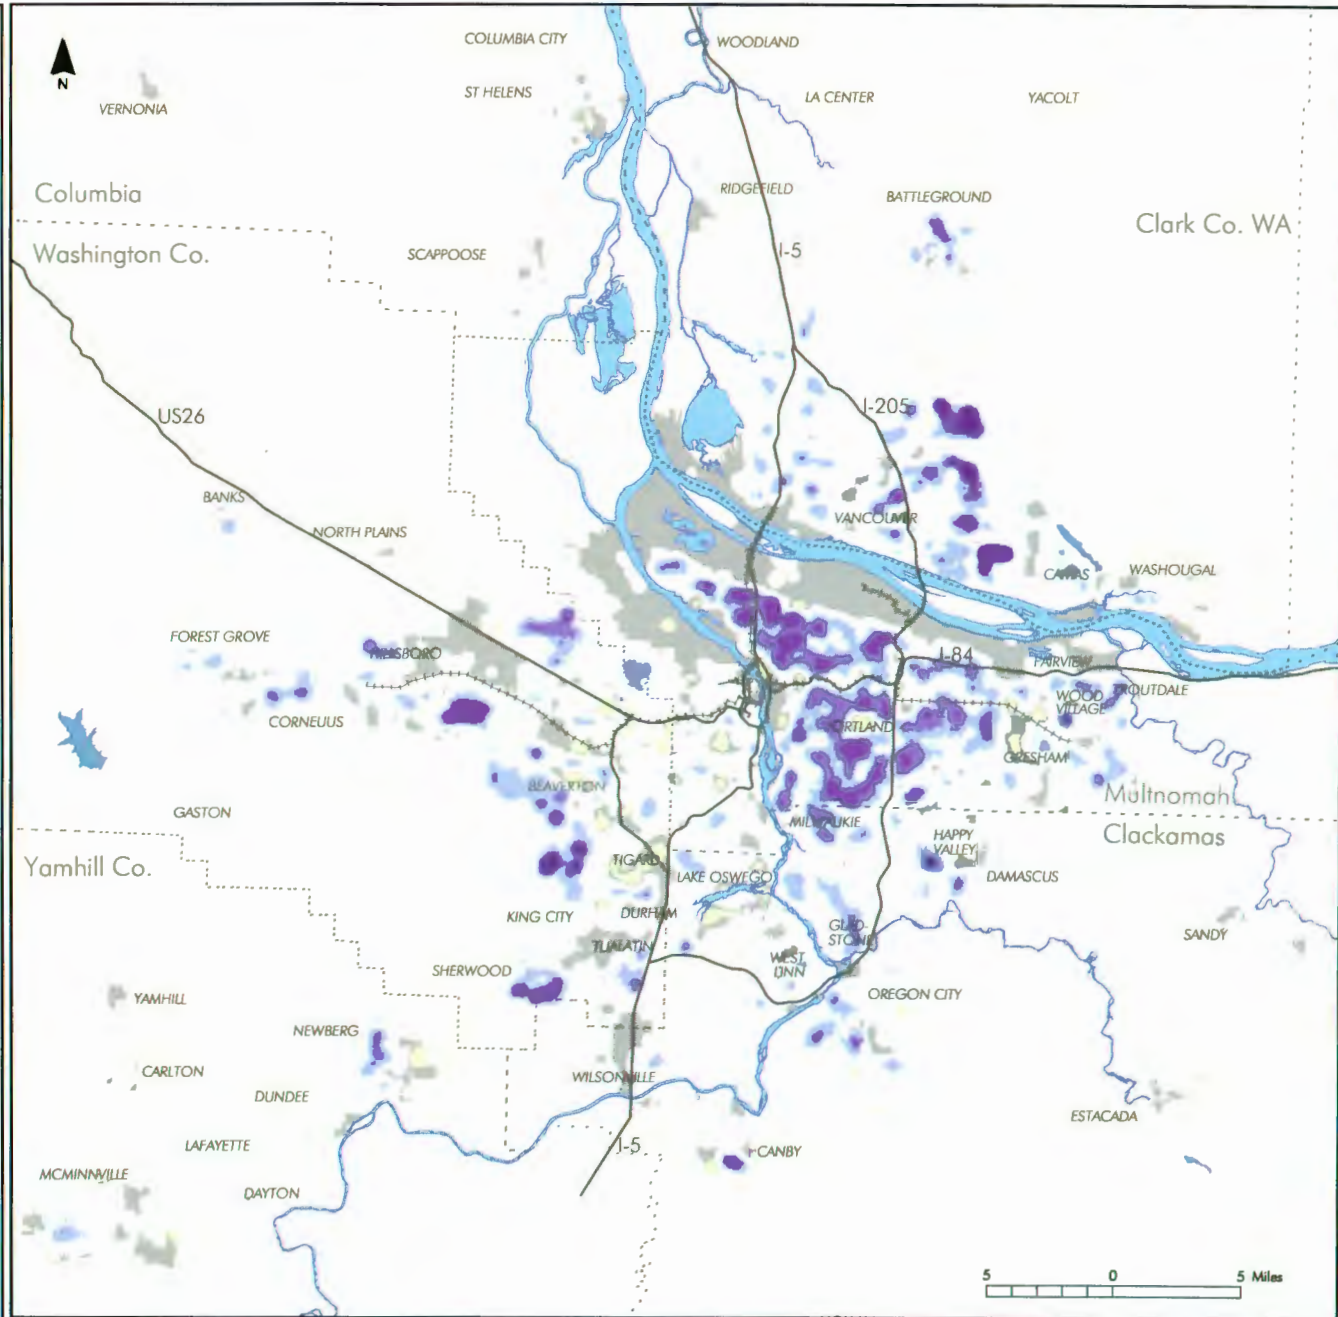 COLUMBIA CITY
WOODLAND
N
VERNONIA
ST HELENS
LA CENTER
YACOLT
Columbia
RIDGEFIELD
BATTLEGROUND
Clark Co. WA
Washington Co.
SCAPPOOSE
I-5
US26
I-205
BANKS
NORTH PLAINS
VANCOUVER
CAMAS
WASHOUGAL
FOREST GROVE
HILLSBORO
I-84
FAIRVIEW
WOOD
VILLAGE
TROUTDALE
CORNEUUS
PORTLAND
GRESHAM
BEAVERTON
Multnomah
GASTON
MILWAUKIE
Clackamas
HAPPY
VALLEY
Yamhill Co.
TIGARD
LAKE OSWEGO
DAMASCUS
KING CITY
DURHAM
GLAD-
STONE
SANDY
TUALATIN
WEST
LINN
SHERWOOD
OREGON CITY
YAMHILL
NEWBERG
CARLTON
WILSONVILLE
DUNDEE
ESTACADA
LAFAYETTE
I-5
CANBY
MCMINNVILLE
DAYTON
5 0 5 Miles